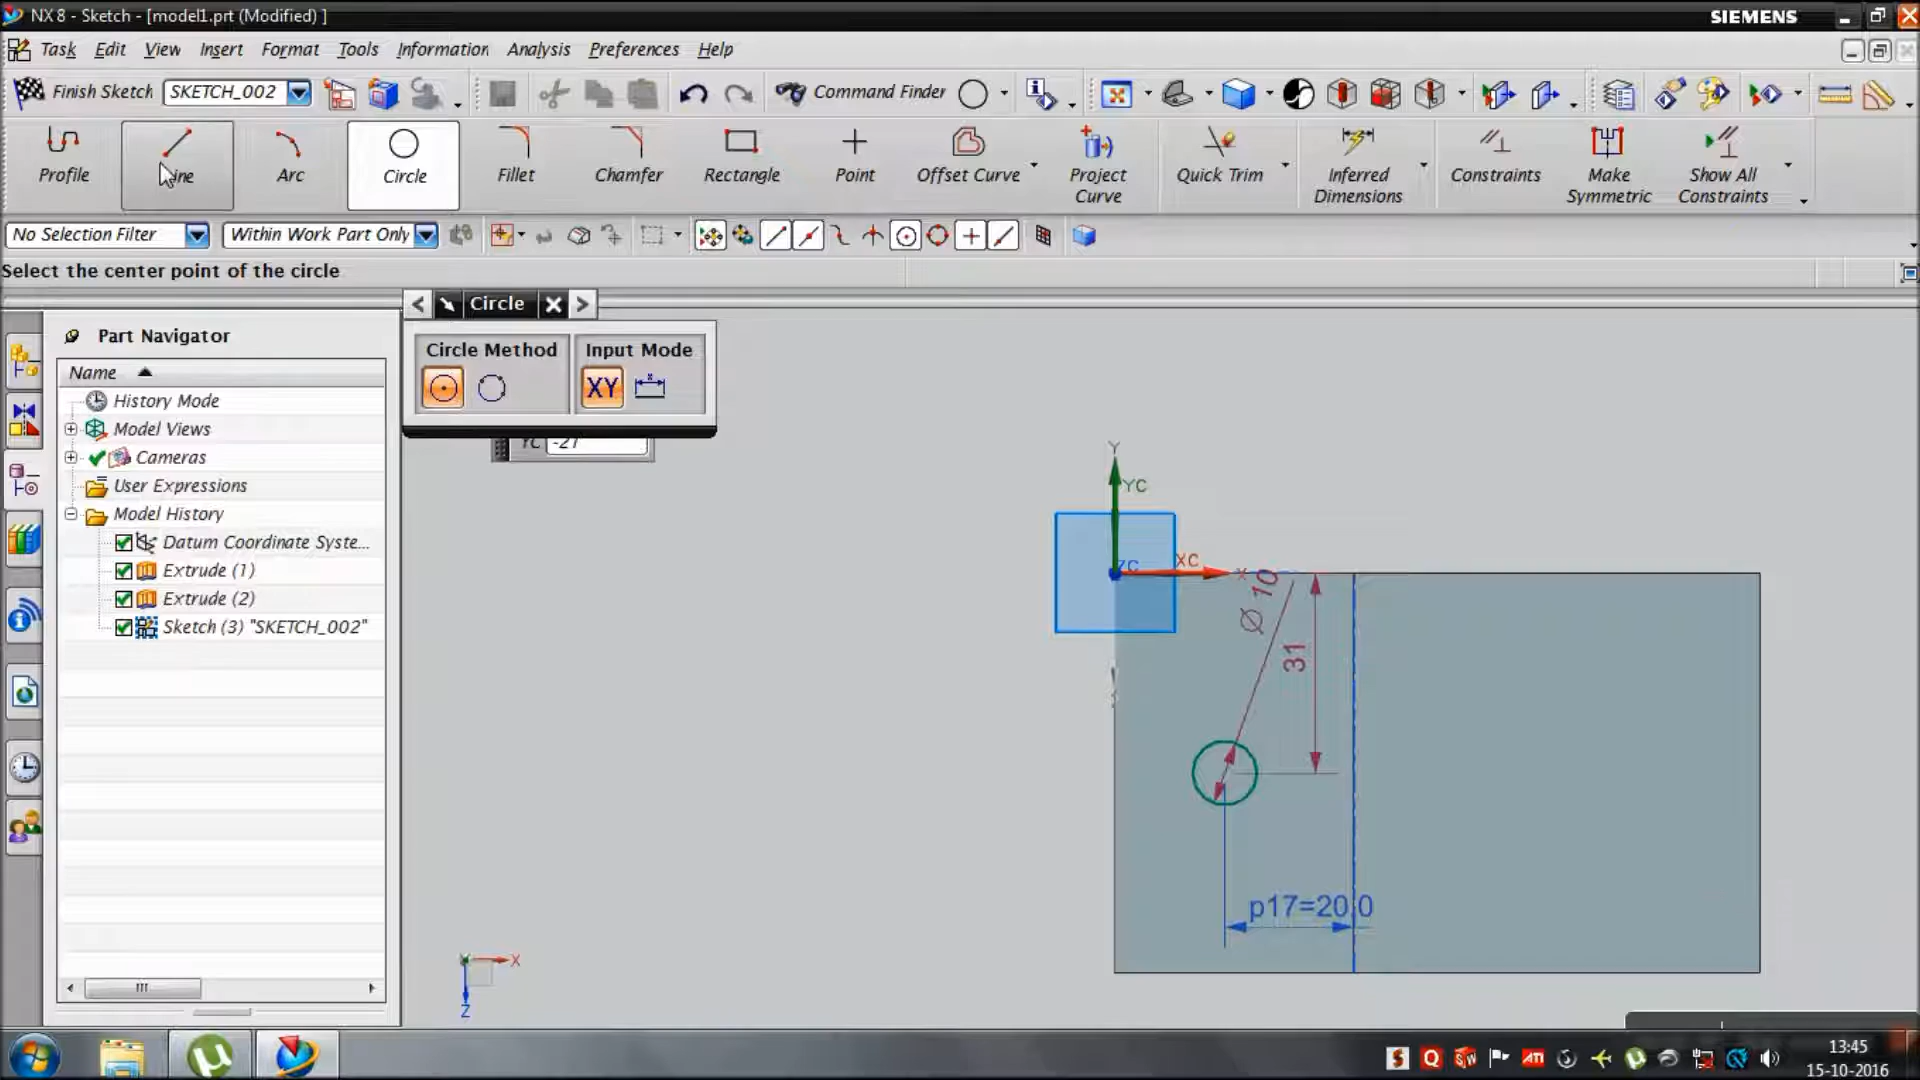 NX 8 - Sketch - [model1.prt (Modified) ]
SIEMENS
Task Edit View Insert Format Tools Information Analysis Preferences Help
Finish Sketch SKETCH_002 Command Finder
Profile
Arc
Circle
Fillet
Chamfer
Rectangle
Point
Offset Curve
Project
Curve
Quick Trim
Inferred
Dimensions
Constraints
Make
Symmetric
Show All
Constraints
No Selection Filter Within Work Part Only
Select the center point of the circle
Circle
Circle Method Input Mode
XY
YC -27
Part Navigator
Name
History Mode
Model Views
Cameras
User Expressions
Model History
Datum Coordinate Syste...
Extrude (1)
Extrude (2)
Sketch (3) "SKETCH_002"
Y
YC
XC
X
Ø 10
31
p17=20.0
X
Z
ATI
13:45
15-10-2016